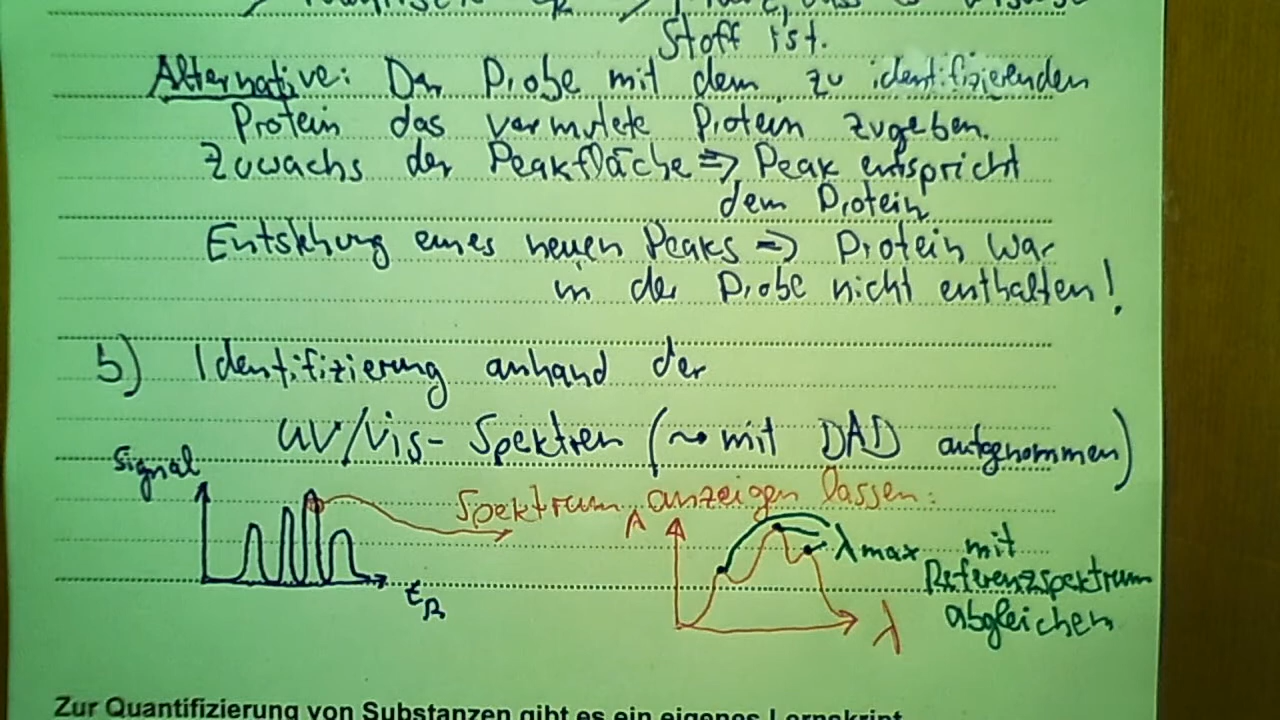 Stoff ist.
Alternative: Der Probe mit dem zu identifizierenden
Protein das vermutete Protein zugeben.
Zuwachs der Peakfläche => Peak entspricht
dem Protein
Entstehung eines neuen Peaks => Protein war
in der Probe nicht enthalten!
b) Identifizierung anhand der
UV/Vis-Spektren (~> mit DAD aufgenommen)
Signal
Spektrum anzeigen lassen:
A
λmax mit
Referenzspektrum
abgleichen
tR
λ
Zur Quantifizierung von Substanzen gibt es ein eigenes Lernskript